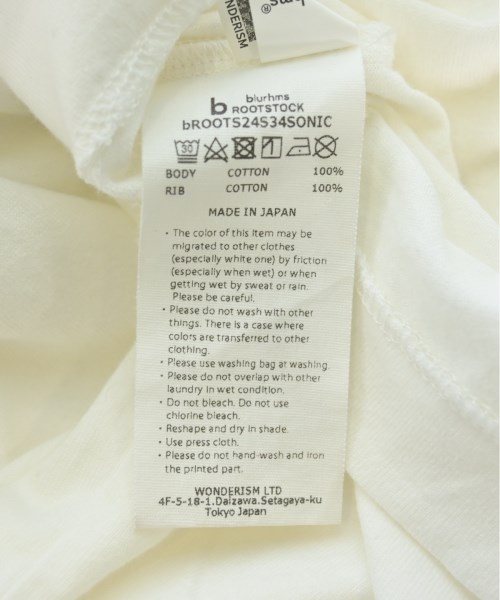 WONDERISM
b blurhms
ROOTSTOCK
bROOTS24S34SONIC
30
BODY COTTON 100%
RIB COTTON 100%
MADE IN JAPAN
・The color of this item may be
migrated to other clothes
(especially white one) by friction
(especially when wet) or when
getting wet by sweat or rain.
Please be careful.
・Please do not wash with other
things. There is a case where
colors are transferred to other
clothing.
・Please use washing bag at washing.
・Please do not overlap with other
laundry in wet condition.
・Do not bleach. Do not use
chlorine bleach.
・Reshape and dry in shade.
・Use press cloth.
・Please do not hand-wash and iron
the printed part.
WONDERISM LTD
4F-5-18-1.Daizawa.Setagaya-ku
Tokyo Japan